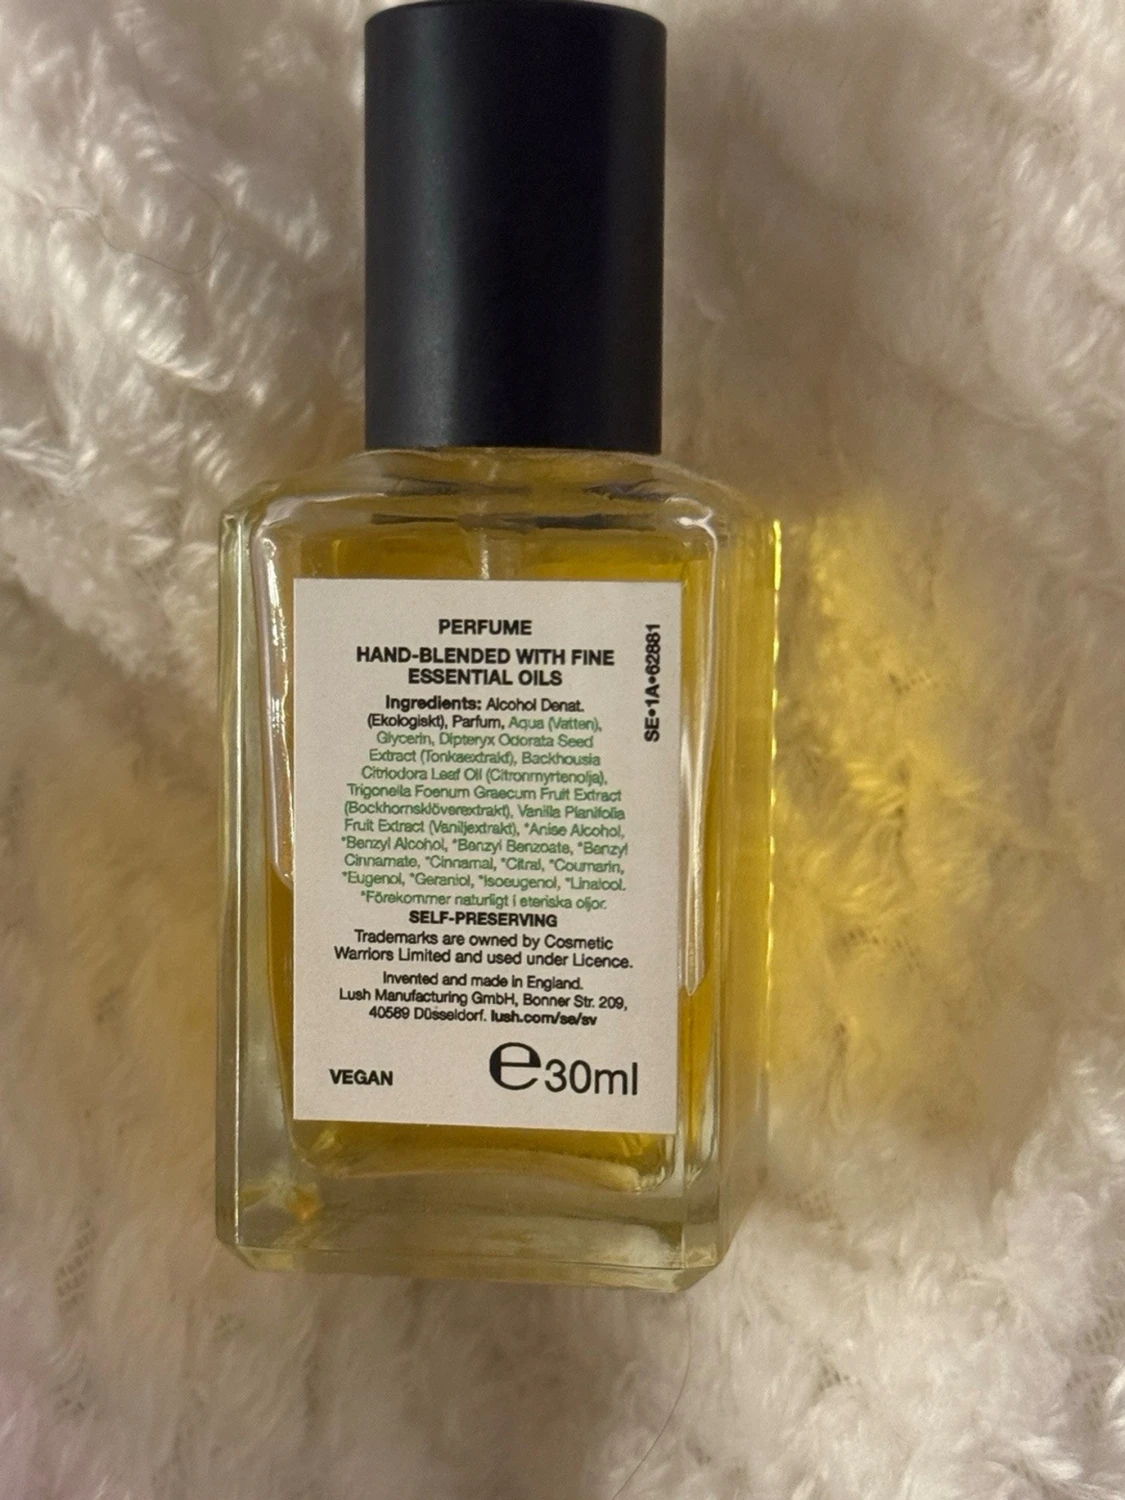 PERFUME
HAND-BLENDED WITH FINE
ESSENTIAL OILS
Ingredients: Alcohol Denat.
(Ekologiskt), Parfum, Aqua (Vatten),
Glycerin, Dipteryx Odorata Seed
Extract (Tonkaextrakt), Backhousia
Citriodora Leaf Oil (Citronmyrtenolja),
Trigonella Foenum Graecum Fruit Extract
(Bockhornsklöverextrakt), Vanilla Planifolia
Fruit Extract (Vaniljextrakt), *Anise Alcohol,
*Benzyl Alcohol, *Benzyl Benzoate, *Benzyl
Cinnamate, *Cinnamal, *Citral, *Coumarin,
*Eugenol, *Geraniol, *Isoeugenol, *Linalool.
*Förekommer naturligt i eteriska oljor.
SELF-PRESERVING
Trademarks are owned by Cosmetic
Warriors Limited and used under Licence.
Invented and made in England.
Lush Manufacturing GmbH, Bonner Str. 209,
40589 Düsseldorf. lush.com/se/sv
VEGAN
e30ml
SE•1A•62881